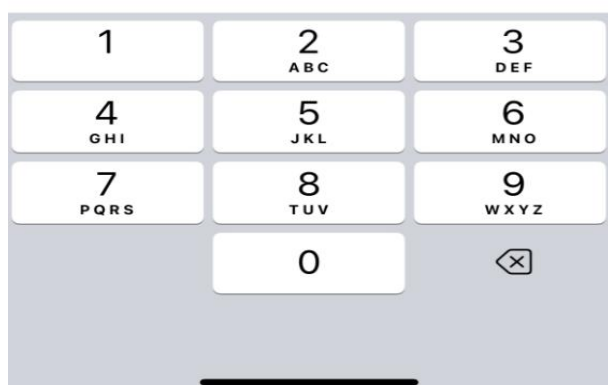 1 2 3
ABC DEF
4 5 6
GHI JKL MNO
7 8 9
PQRS TUV WXYZ
0